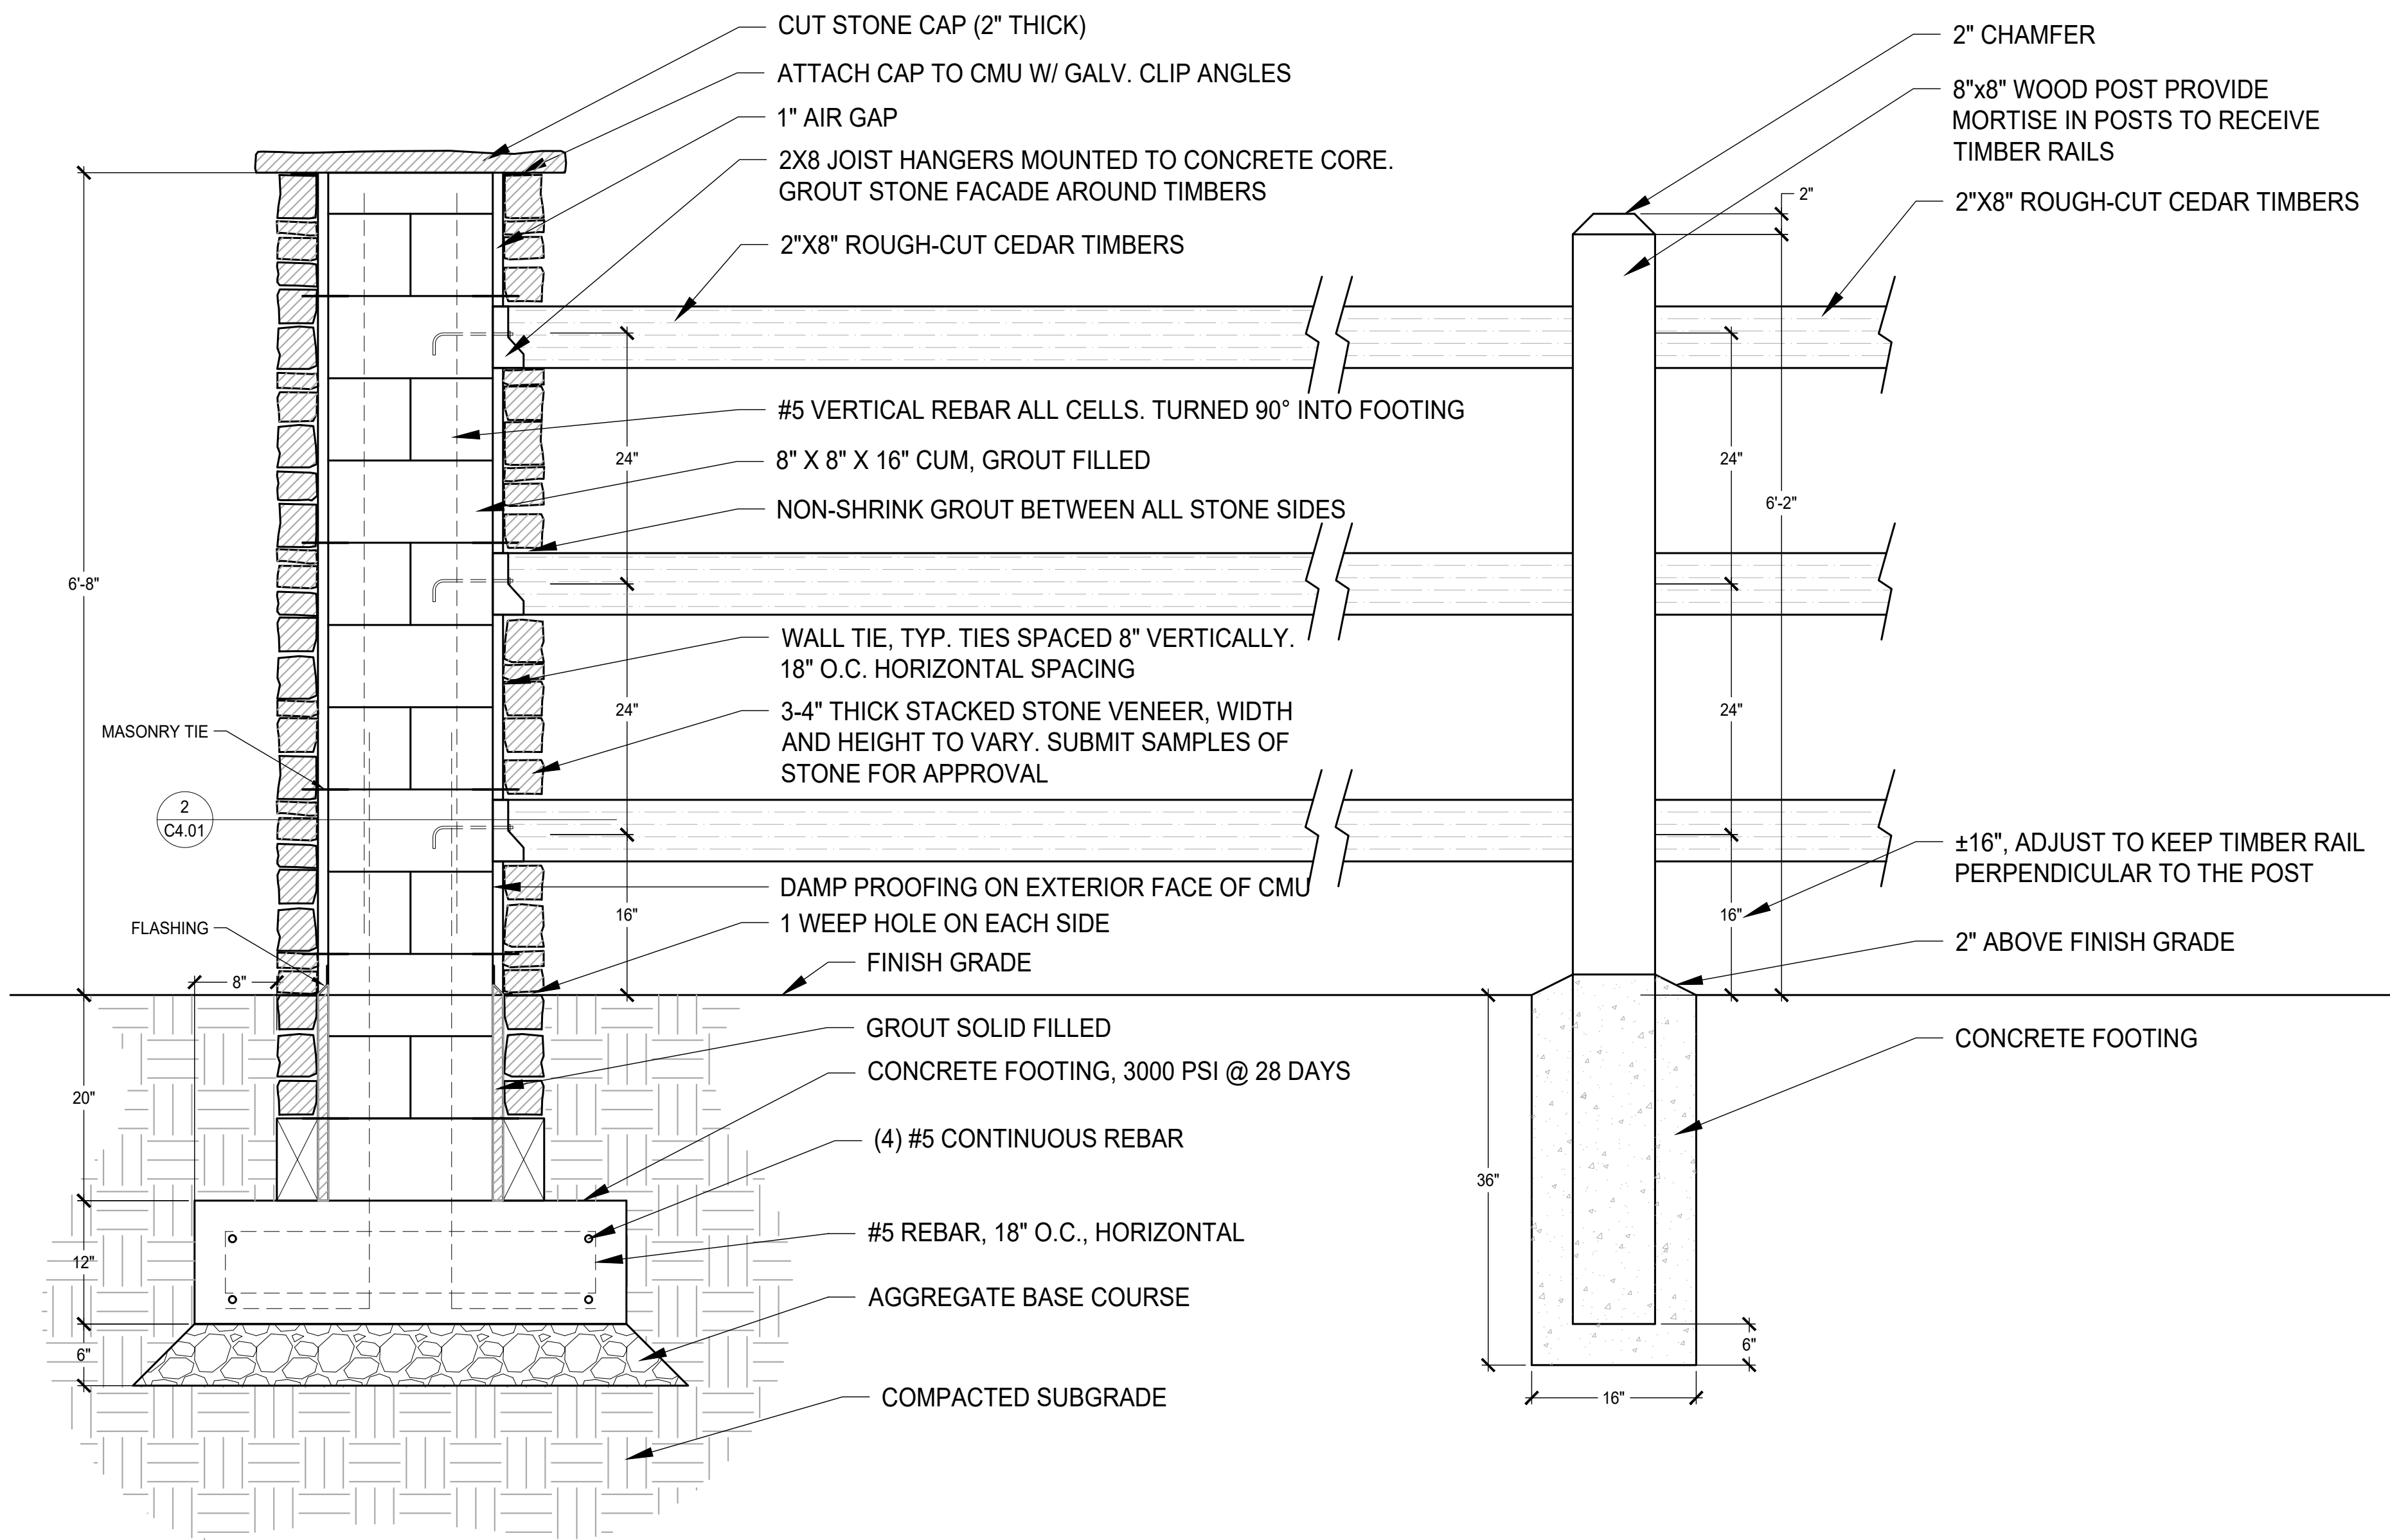 CUT STONE CAP (2" THICK)
ATTACH CAP TO CMU W/ GALV. CLIP ANGLES
1" AIR GAP
2X8 JOIST HANGERS MOUNTED TO CONCRETE CORE.
GROUT STONE FACADE AROUND TIMBERS
2"X8" ROUGH-CUT CEDAR TIMBERS
#5 VERTICAL REBAR ALL CELLS. TURNED 90° INTO FOOTING
8" X 8" X 16" CUM, GROUT FILLED
NON-SHRINK GROUT BETWEEN ALL STONE SIDES
WALL TIE, TYP. TIES SPACED 8" VERTICALLY.
18" O.C. HORIZONTAL SPACING
3-4" THICK STACKED STONE VENEER, WIDTH
AND HEIGHT TO VARY. SUBMIT SAMPLES OF
STONE FOR APPROVAL
DAMP PROOFING ON EXTERIOR FACE OF CMU
1 WEEP HOLE ON EACH SIDE
FINISH GRADE
GROUT SOLID FILLED
CONCRETE FOOTING, 3000 PSI @ 28 DAYS
(4) #5 CONTINUOUS REBAR
#5 REBAR, 18" O.C., HORIZONTAL
AGGREGATE BASE COURSE
COMPACTED SUBGRADE
6'-8"
MASONRY TIE
2
C4.01
FLASHING
8"
20"
12"
6"
24"
24"
16"
2" CHAMFER
8"x8" WOOD POST PROVIDE
MORTISE IN POSTS TO RECEIVE
TIMBER RAILS
2"
2"X8" ROUGH-CUT CEDAR TIMBERS
24"
6'-2"
24"
±16", ADJUST TO KEEP TIMBER RAIL
PERPENDICULAR TO THE POST
16"
2" ABOVE FINISH GRADE
CONCRETE FOOTING
36"
6"
16"